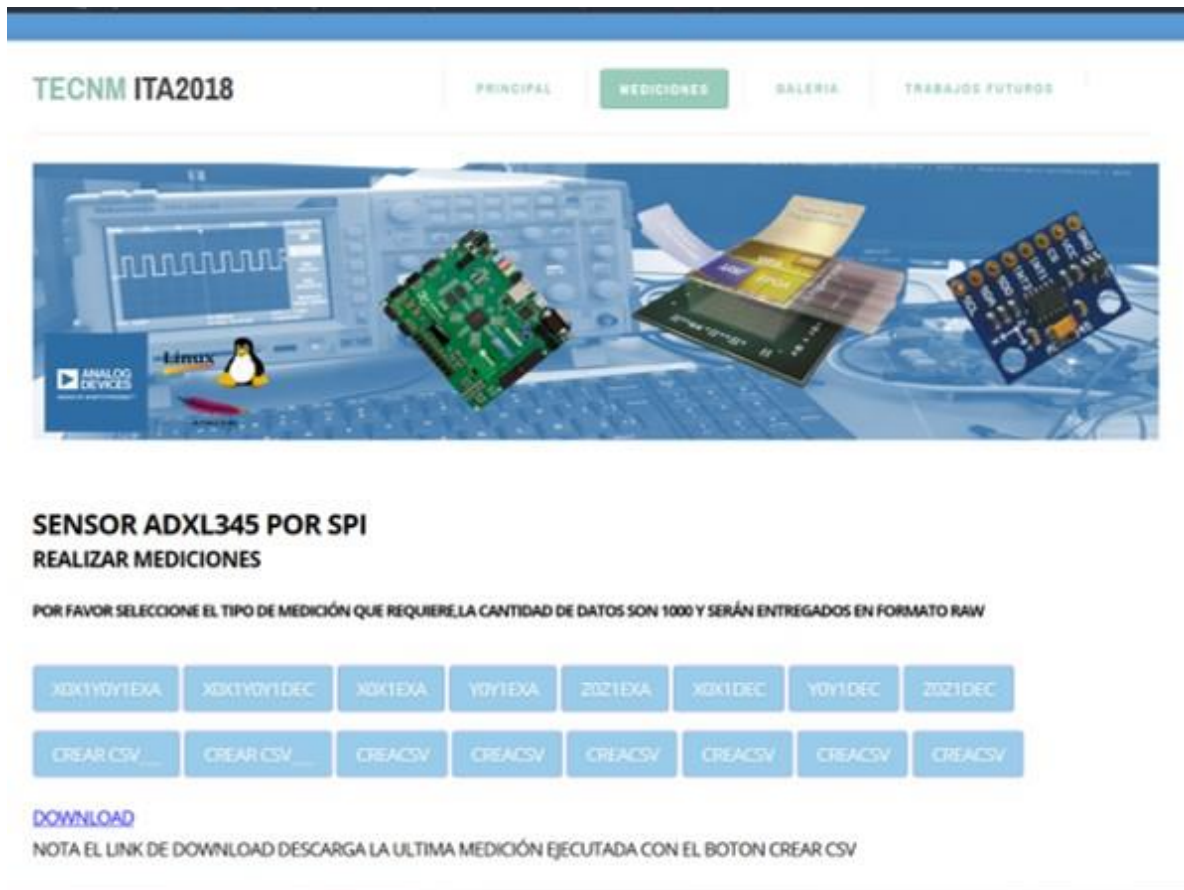 TECNM ITA2018
PRINCIPAL
MEDICIONES
GALERIA
TRABAJOS FUTUROS
Linux
ANALOG
DEVICES
SENSOR ADXL345 POR SPI
REALIZAR MEDICIONES
POR FAVOR SELECCIONE EL TIPO DE MEDICIÓN QUE REQUIERE,LA CANTIDAD DE DATOS SON 1000 Y SERÁN ENTREGADOS EN FORMATO RAW
X0X1Y0Y1EXA X0X1Y0Y1DEC X0X1EXA Y0Y1EXA Z0Z1EXA X0X1DEC Y0Y1DEC Z0Z1DEC
CREAR CSV__ CREAR CSV__ CREACSV CREACSV CREACSV CREACSV CREACSV CREACSV
DOWNLOAD
NOTA EL LINK DE DOWNLOAD DESCARGA LA ULTIMA MEDICIÓN EJECUTADA CON EL BOTON CREAR CSV